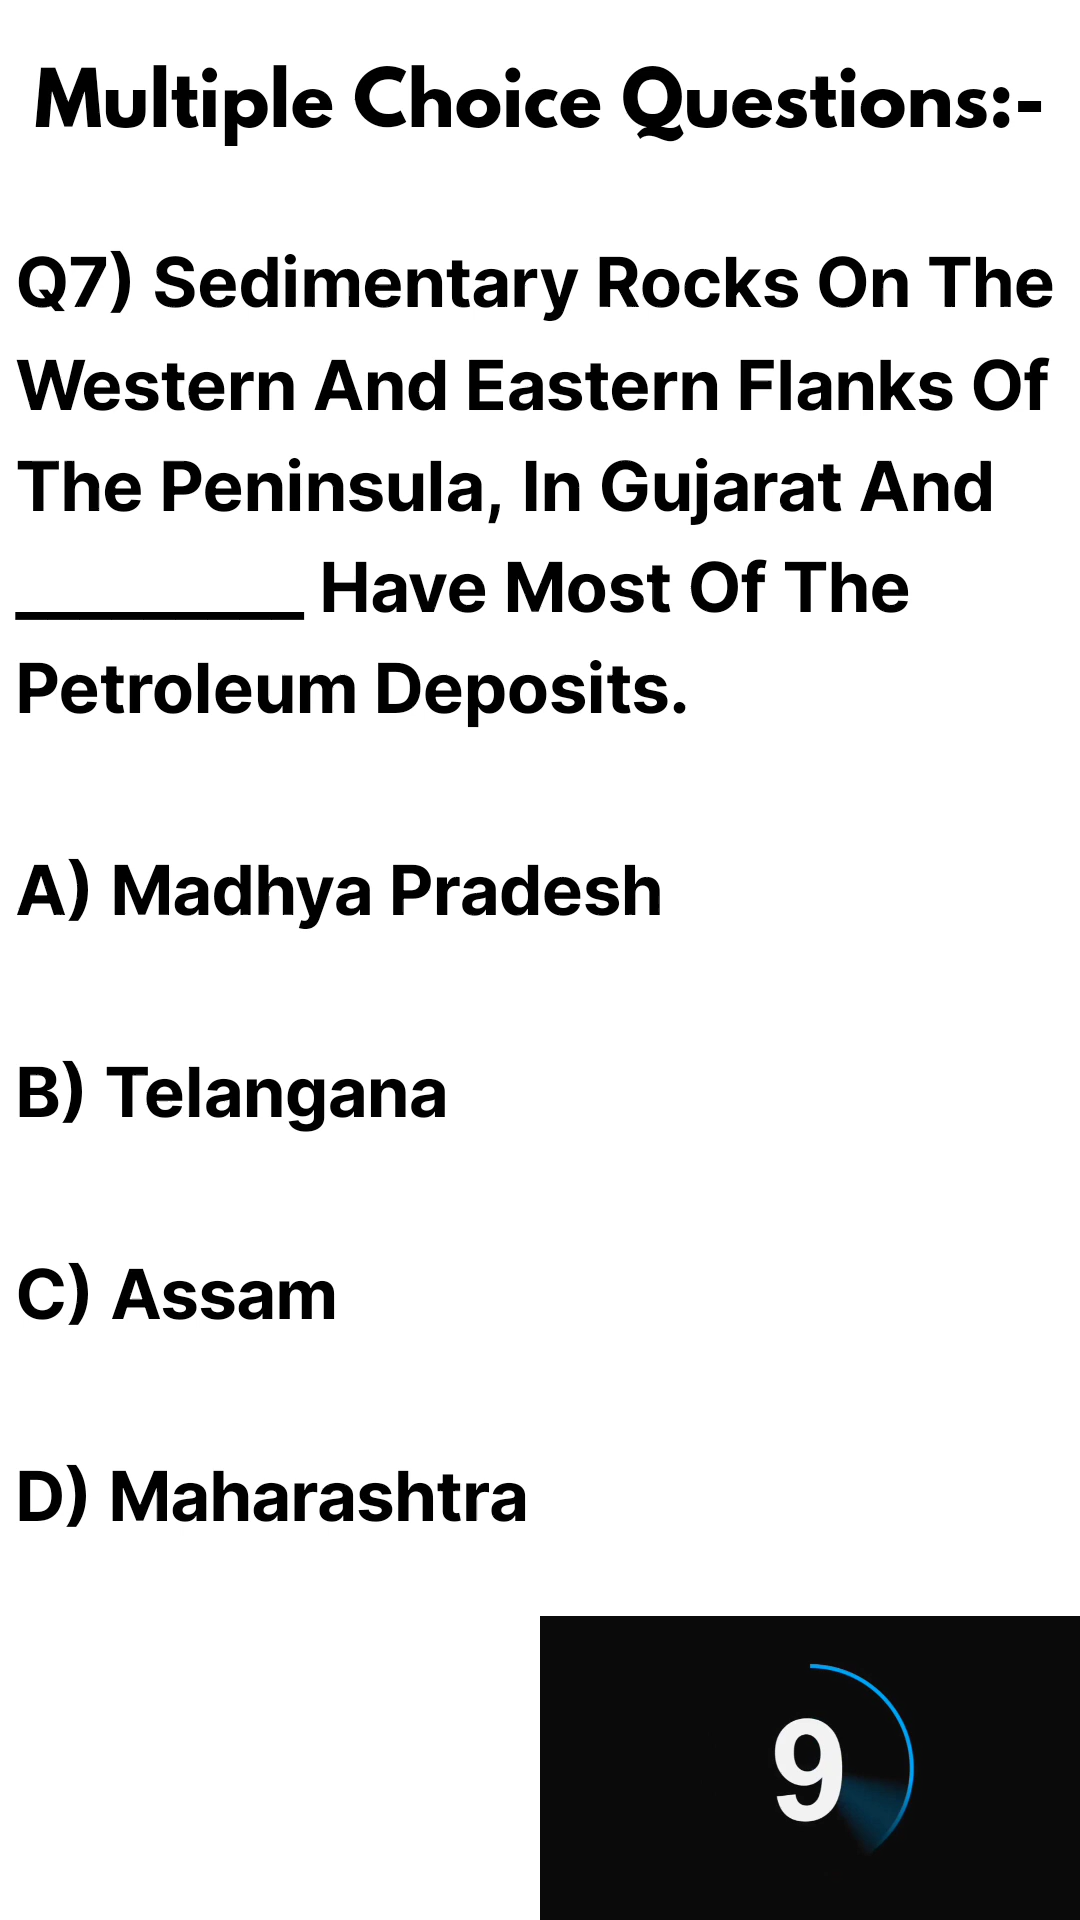 Multiple Choice Questions:-
Q7) Sedimentary Rocks On The
Western And Eastern Flanks Of
The Peninsula, In Gujarat And
_________ Have Most Of The
Petroleum Deposits.
A) Madhya Pradesh
B) Telangana
C) Assam
D) Maharashtra
9